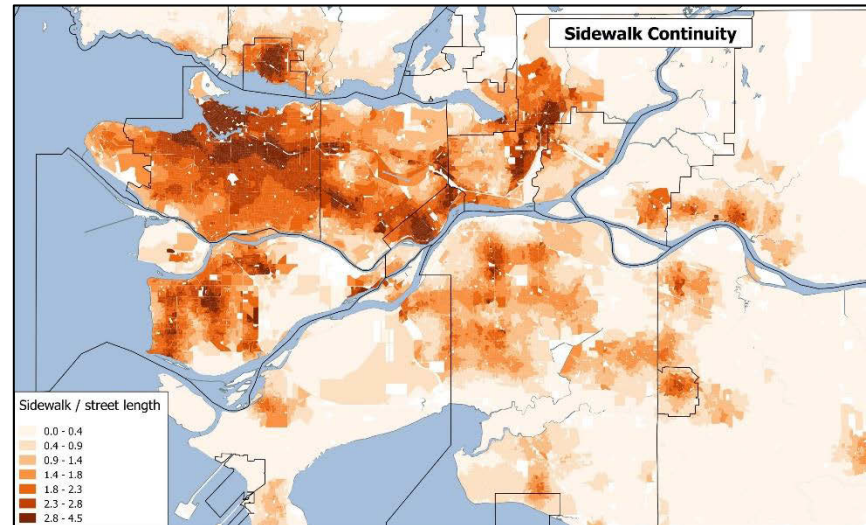 Sidewalk Continuity
Sidewalk / street length
0.0 - 0.4
0.4 - 0.9
0.9 - 1.4
1.4 - 1.8
1.8 - 2.3
2.3 - 2.8
2.8 - 4.5